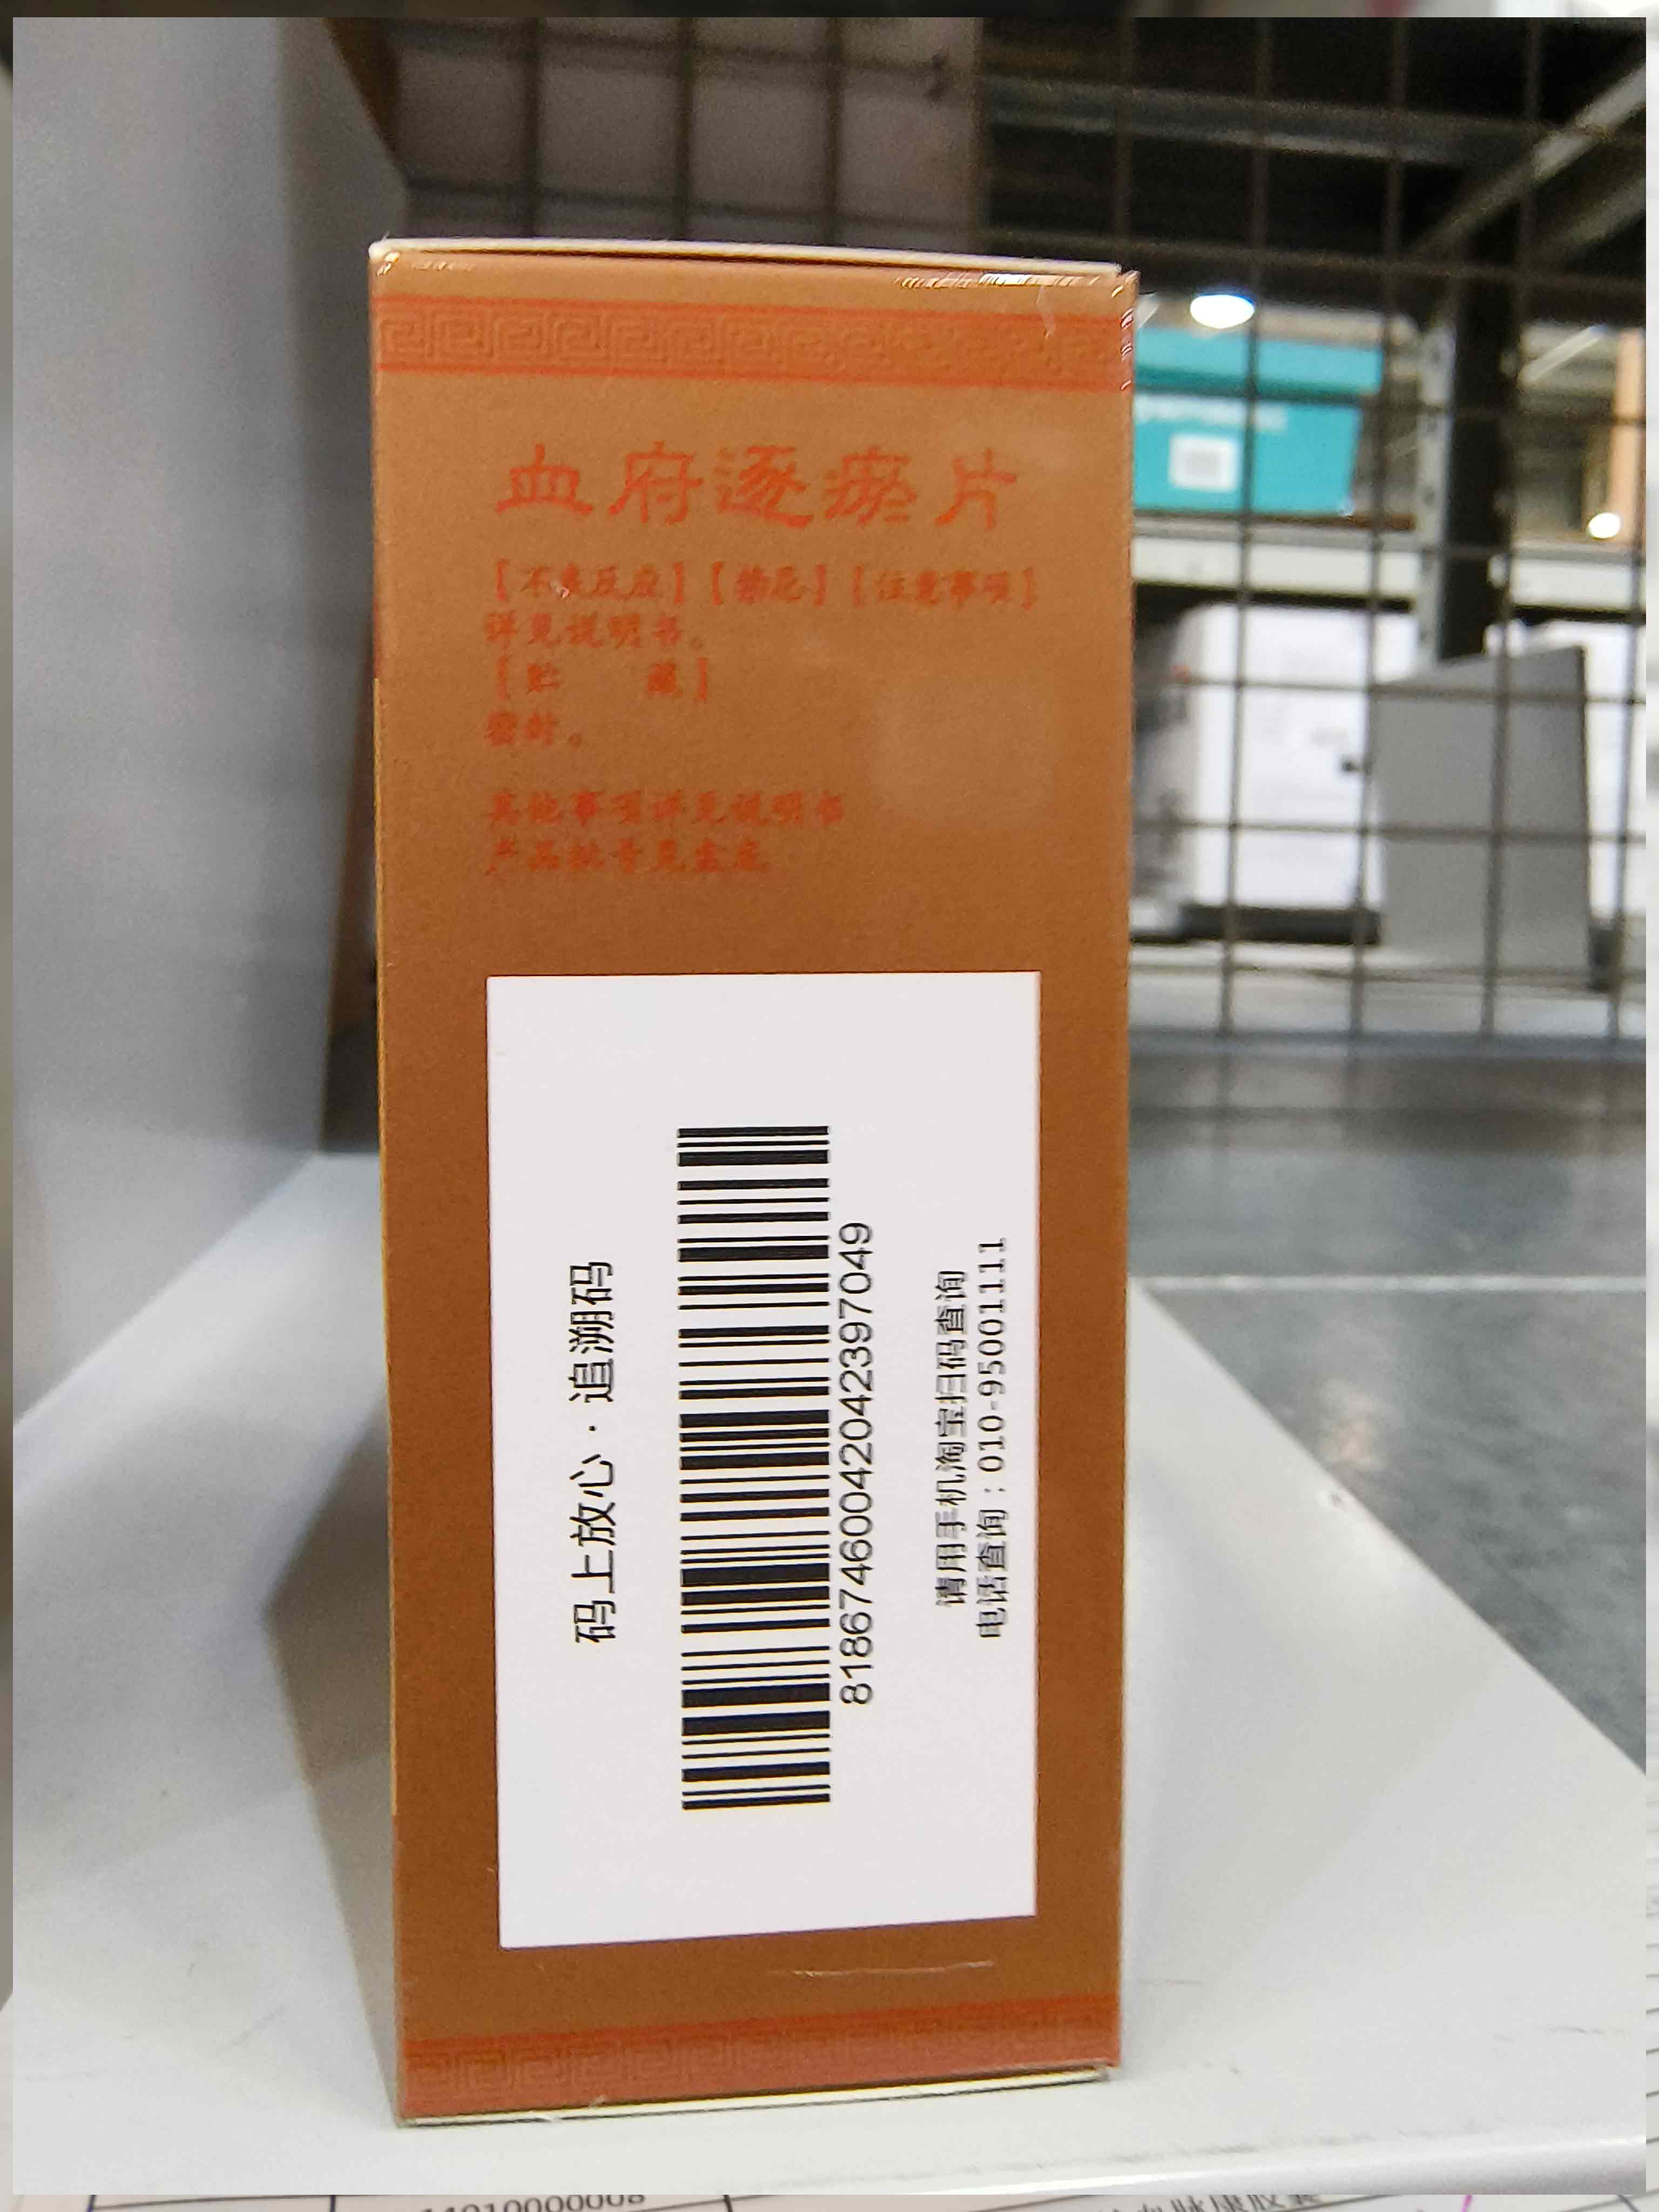 血府逐瘀片
【不良反应】【禁忌】【注意事项】
详见说明书。
【贮 藏】
密封。
其他事项详见说明书
产品批号见盒底
码上放心·追溯码
81867460042042397049
请用手机淘宝扫码查询
电话查询:010-95001111